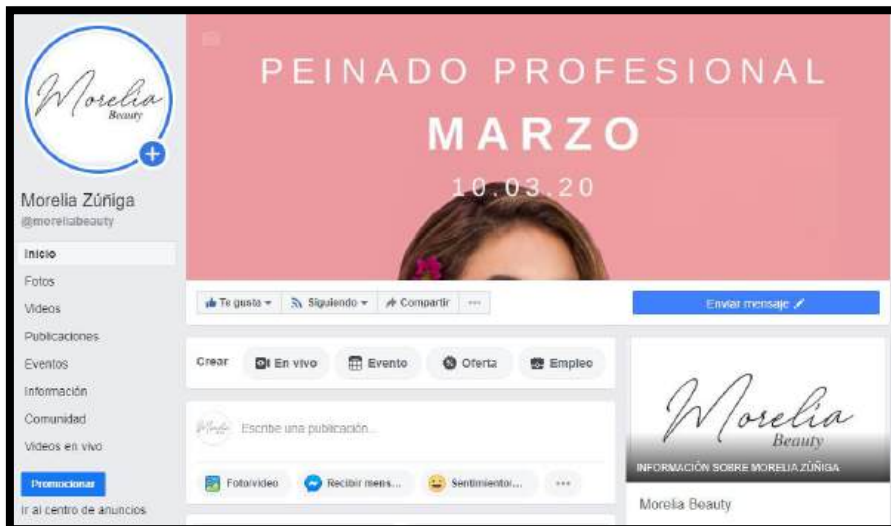 Morelia
Beauty
Morelia Zúñiga
@moreliabeauty
Inicio
Fotos
Videos
Publicaciones
Eventos
Información
Comunidad
Videos en vivo
Promocionar
Ir al centro de anuncios
PEINADO PROFESIONAL
MARZO
10.03.20
Te gusta
Siguiendo
Compartir
Enviar mensaje
Crear
En vivo
Evento
Oferta
Empleo
Escribe una publicación...
Foto/video
Recibir mens...
Sentimiento/...
Morelia
Beauty
INFORMACIÓN SOBRE MORELIA ZÚÑIGA
Morelia Beauty